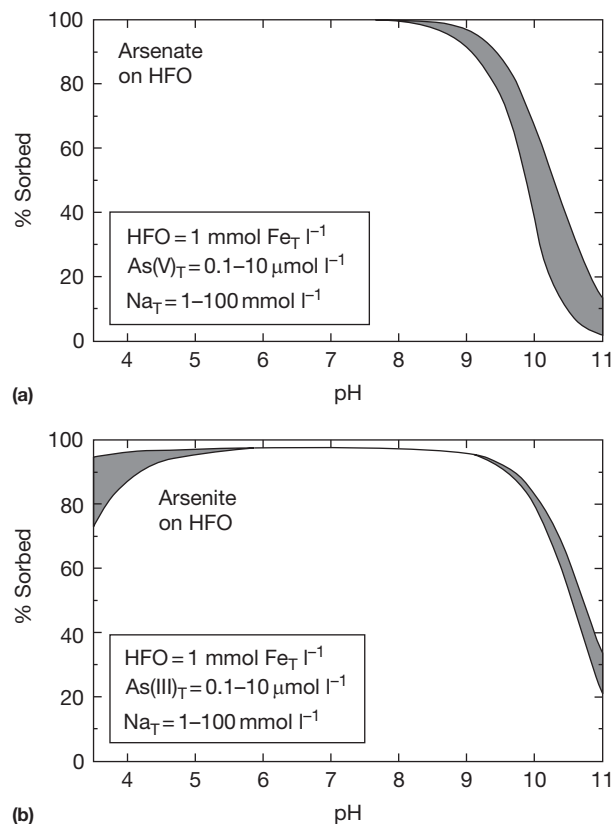 100
80
60
40
20
0
% Sorbed
Arsenate
on HFO
HFO = 1 mmol Fe_T l⁻¹
As(V)_T = 0.1–10 μmol l⁻¹
Na_T = 1–100 mmol l⁻¹
4 5 6 7 8 9 10 11
pH
(a)
100
80
60
40
20
0
% Sorbed
Arsenite
on HFO
HFO = 1 mmol Fe_T l⁻¹
As(III)_T = 0.1–10 μmol l⁻¹
Na_T = 1–100 mmol l⁻¹
4 5 6 7 8 9 10 11
pH
(b)